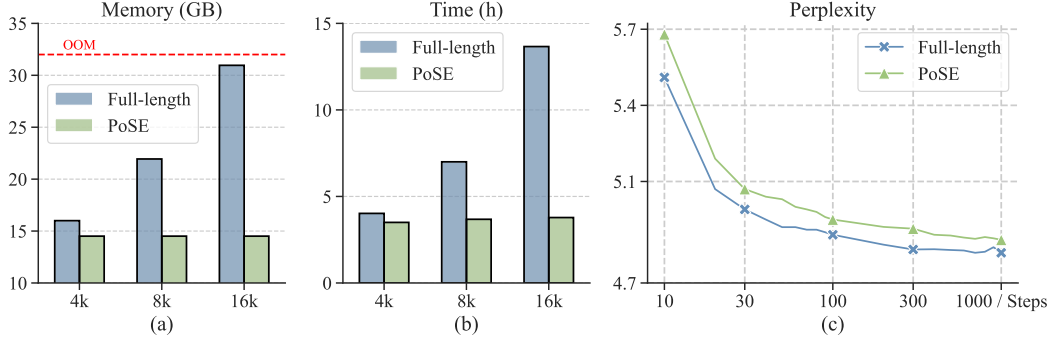 Memory (GB)
35
30
25
20
15
10
OOM
Full-length
PoSE
4k
8k
16k
(a)
Time (h)
15
10
5
0
Full-length
PoSE
4k
8k
16k
(b)
Perplexity
5.7
5.4
5.1
4.7
Full-length
PoSE
10
30
100
300
1000 / Steps
(c)